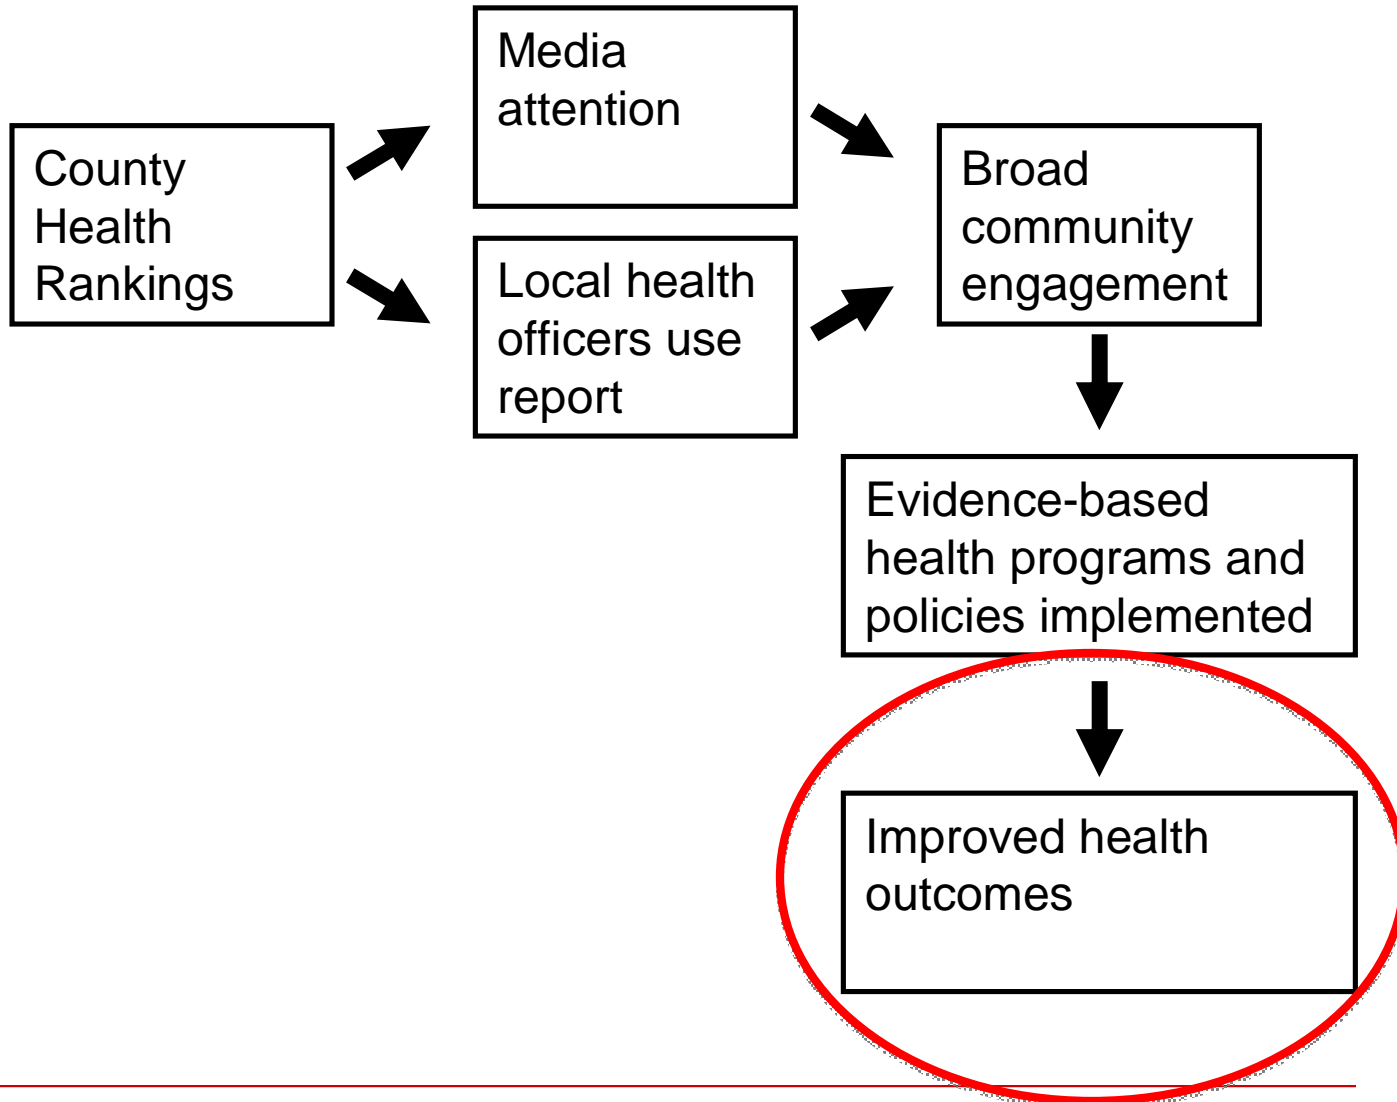 County
Health
Rankings
Media
attention
Local health
officers use
report
Broad
community
engagement
Evidence-based
health programs and
policies implemented
Improved health
outcomes